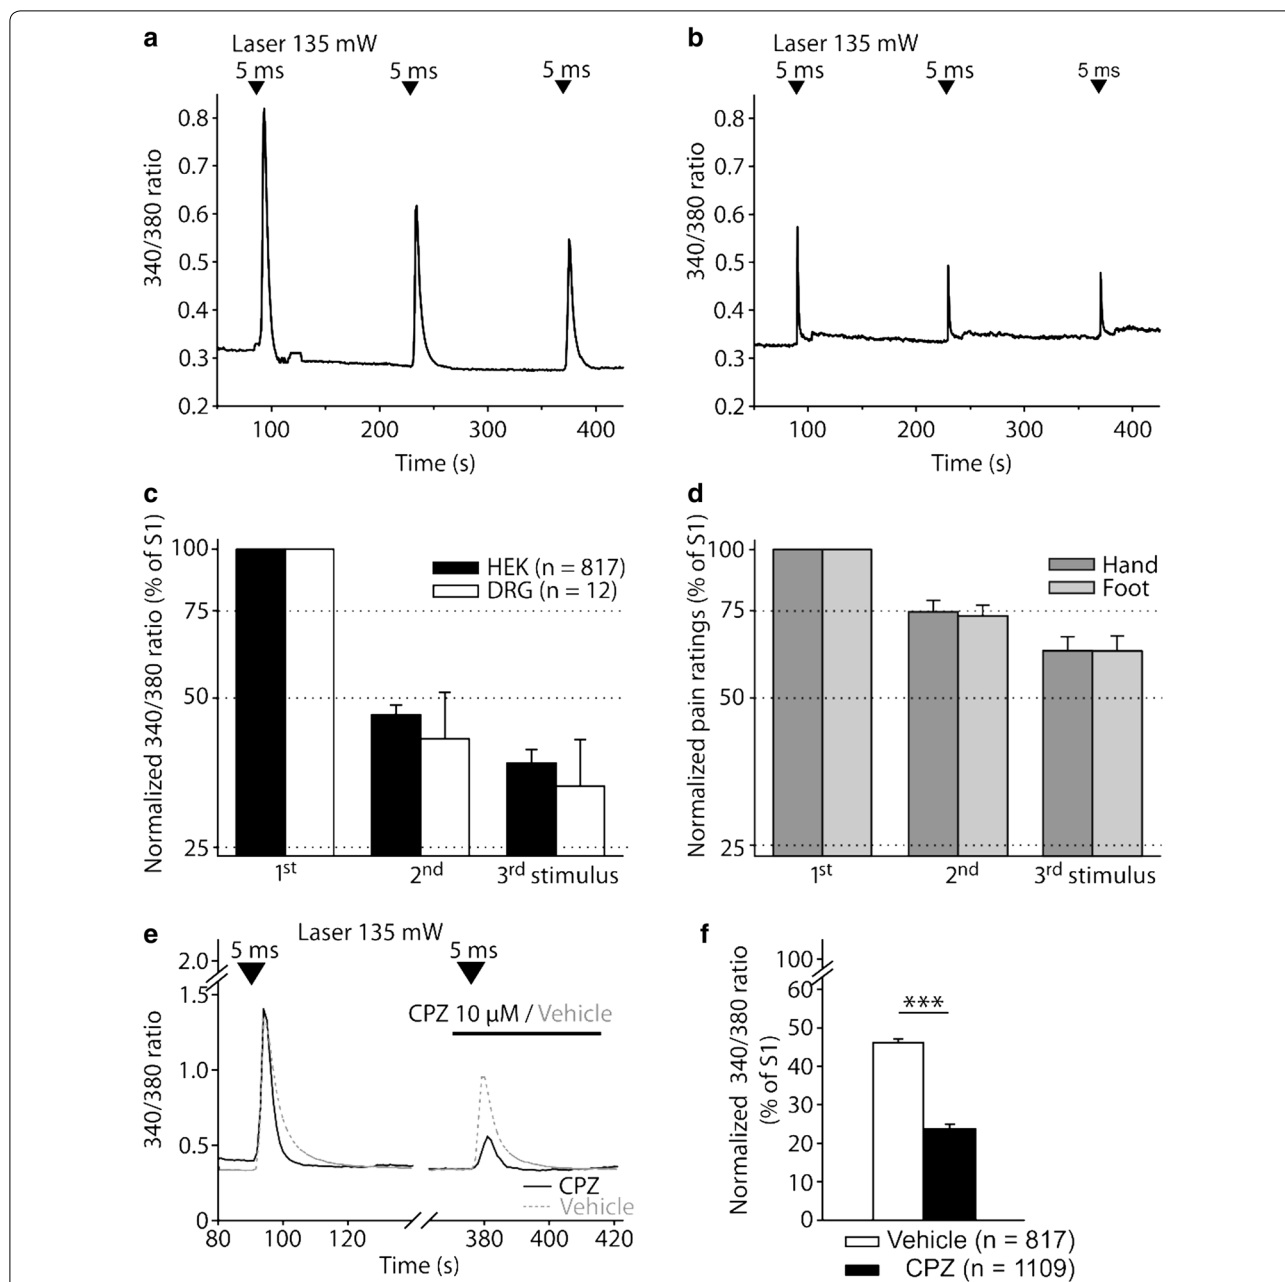 a
Laser 135 mW
5 ms 5 ms 5 ms
340/380 ratio
0.8
0.7
0.6
0.5
0.4
0.3
0.2
100 200 300 400
Time (s)
b
Laser 135 mW
5 ms 5 ms 5 ms
340/380 ratio
0.8
0.7
0.6
0.5
0.4
0.3
0.2
100 200 300 400
Time (s)
c
Normalized 340/380 ratio (% of S1)
100
75
50
25
HEK (n = 817)
DRG (n = 12)
1st 2nd 3rd stimulus
d
Normalized pain ratings (% of S1)
100
75
50
25
Hand
Foot
1st 2nd 3rd stimulus
e
Laser 135 mW
5 ms 5 ms
340/380 ratio
2.0
1.5
1.0
0.5
0
CPZ 10 µM / Vehicle
CPZ
Vehicle
80 100 120 380 400 420
Time (s)
f
Normalized 340/380 ratio
(% of S1)
100
60
50
40
30
20
10
0
***
Vehicle (n = 817)
CPZ (n = 1109)